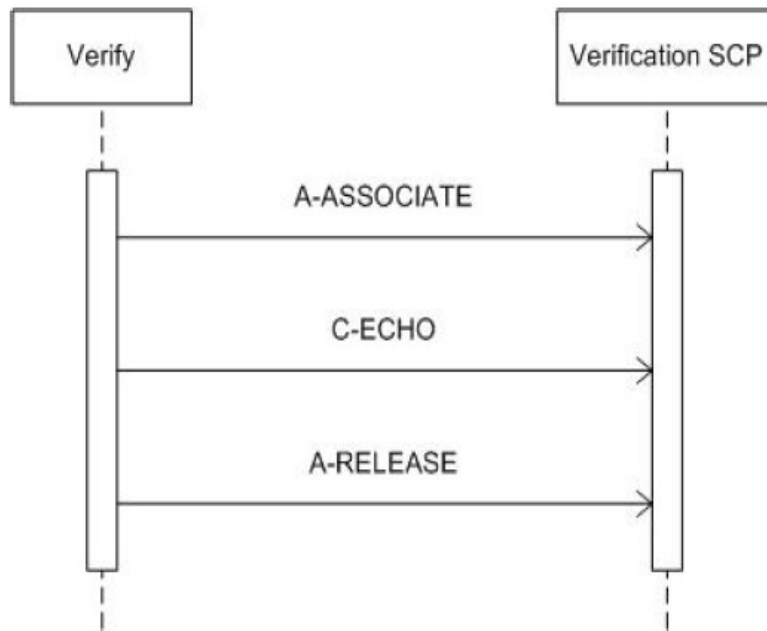 Verify
Verification SCP
A-ASSOCIATE
C-ECHO
A-RELEASE